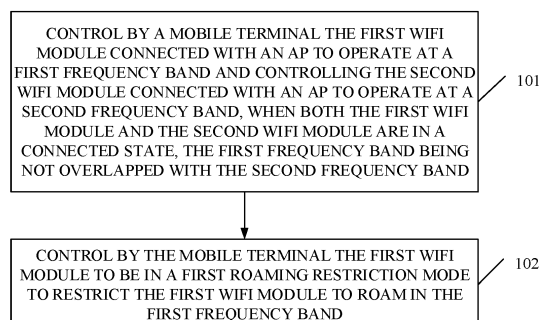 CONTROL BY A MOBILE TERMINAL THE FIRST WIFI
MODULE CONNECTED WITH AN AP TO OPERATE AT A
FIRST FREQUENCY BAND AND CONTROLLING THE SECOND
WIFI MODULE CONNECTED WITH AN AP TO OPERATE AT A
SECOND FREQUENCY BAND, WHEN BOTH THE FIRST WIFI
MODULE AND THE SECOND WIFI MODULE ARE IN A
CONNECTED STATE, THE FIRST FREQUENCY BAND BEING
NOT OVERLAPPED WITH THE SECOND FREQUENCY BAND
101
CONTROL BY THE MOBILE TERMINAL THE FIRST WIFI
MODULE TO BE IN A FIRST ROAMING RESTRICTION MODE
TO RESTRICT THE FIRST WIFI MODULE TO ROAM IN THE
FIRST FREQUENCY BAND
102